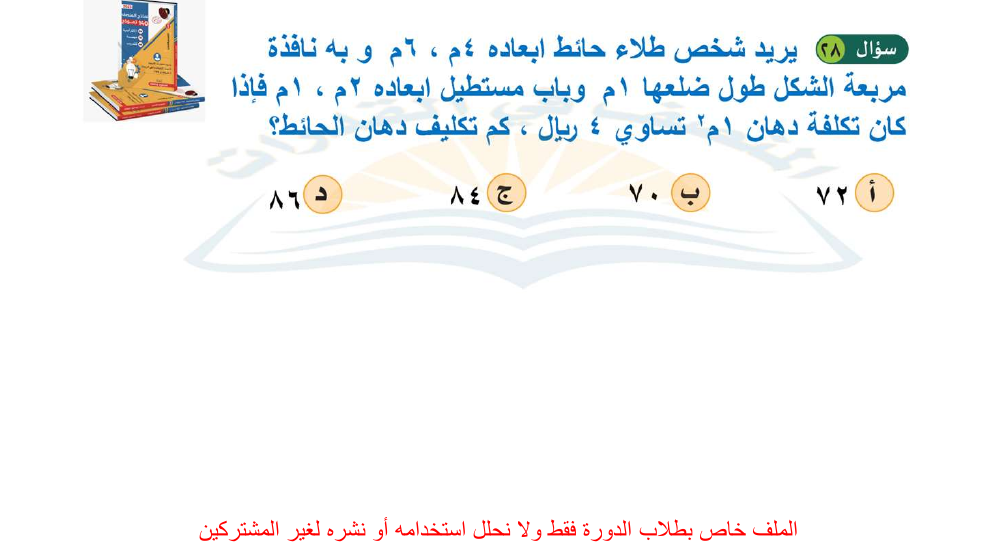 سؤال ٢٨ يريد شخص طلاء حائط ابعاده ٤م ، ٦م و به نافذة
مربعة الشكل طول ضلعها ١م وباب مستطيل ابعاده ٢م ، ١م فإذا
كان تكلفة دهان ١م٢ تساوي ٤ ريال ، كم تكليف دهان الحائط؟
أ ٧٢ ب ٧٠ ج ٨٤ د ٨٦
الملف خاص بطلاب الدورة فقط ولا نحلل استخدامه أو نشره لغير المشتركين